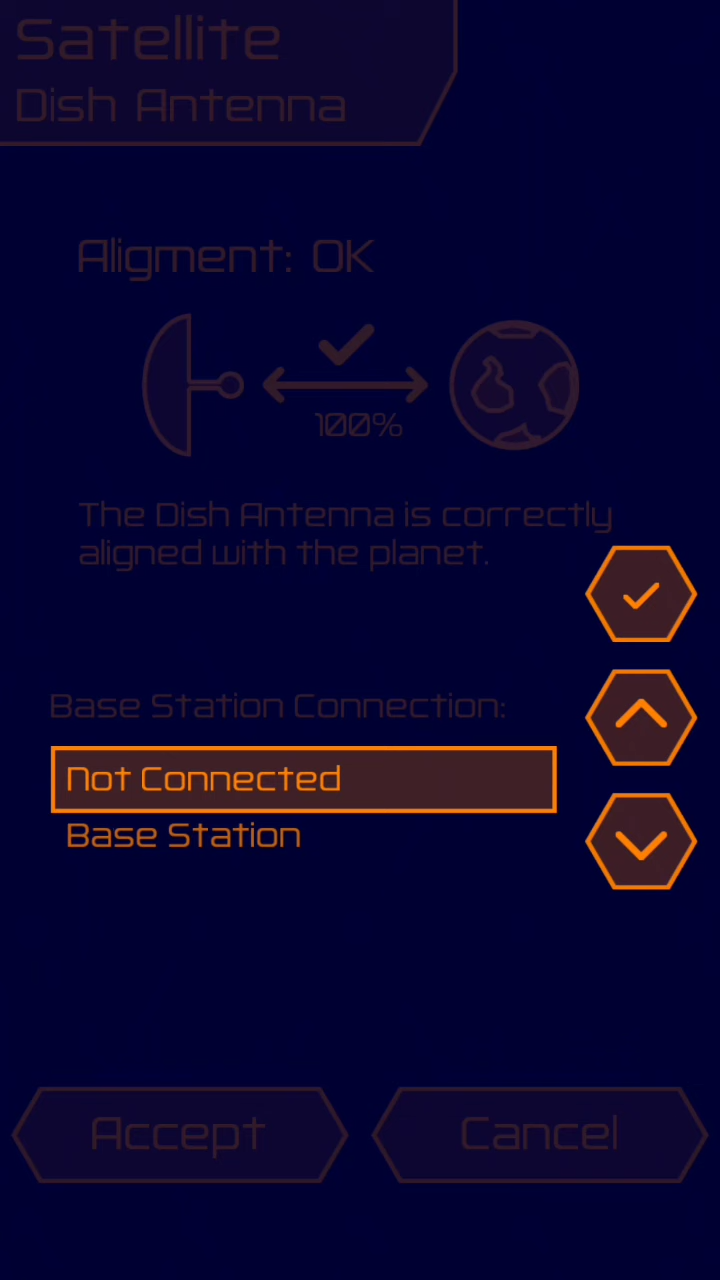 Satellite
Dish Antenna
Aligment: OK
100%
The Dish Antenna is correctly
aligned with the planet.
Base Station Connection:
Not Connected
Base Station
Accept
Cancel